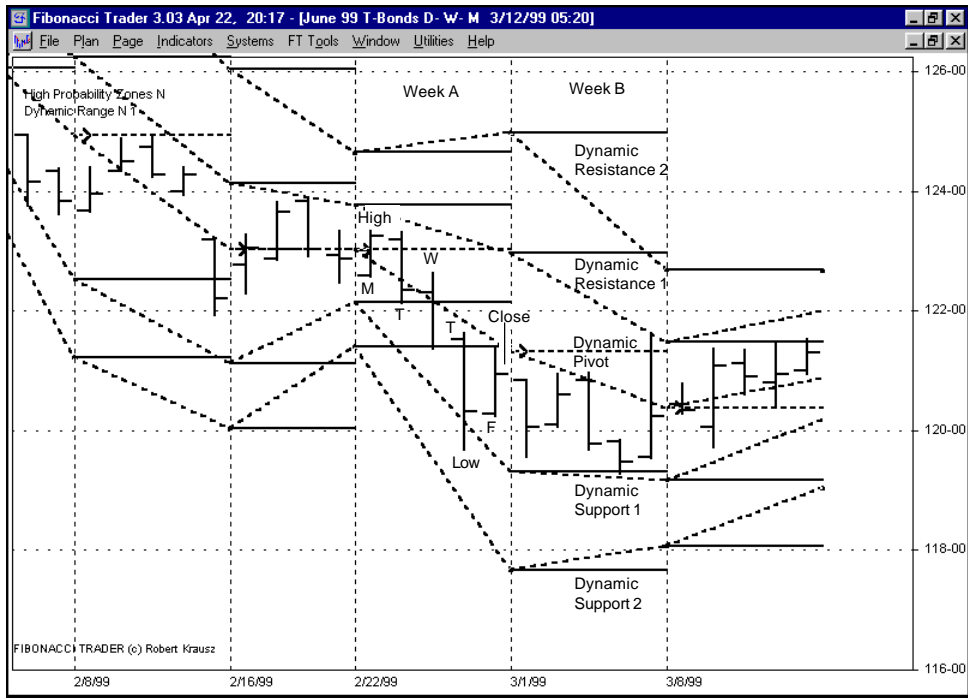 Fibonacci Trader 3.03 Apr 22, 20:17 - [June 99 T-Bonds D- W- M 3/12/99 05:20]
File Plan Page Indicators Systems FT Tools Window Utilities Help
High Probability Zones N
Dynamic Range N 1
Week A
Week B
126-00
Dynamic
Resistance 2
124-00
High
W
M
T
Dynamic
Resistance 1
122-00
Close
T
Dynamic
Pivot
F
120-00
Low
Dynamic
Support 1
118-00
Dynamic
Support 2
FIBONACCI TRADER (c) Robert Krausz
116-00
2/8/99 2/16/99 2/22/99 3/1/99 3/8/99